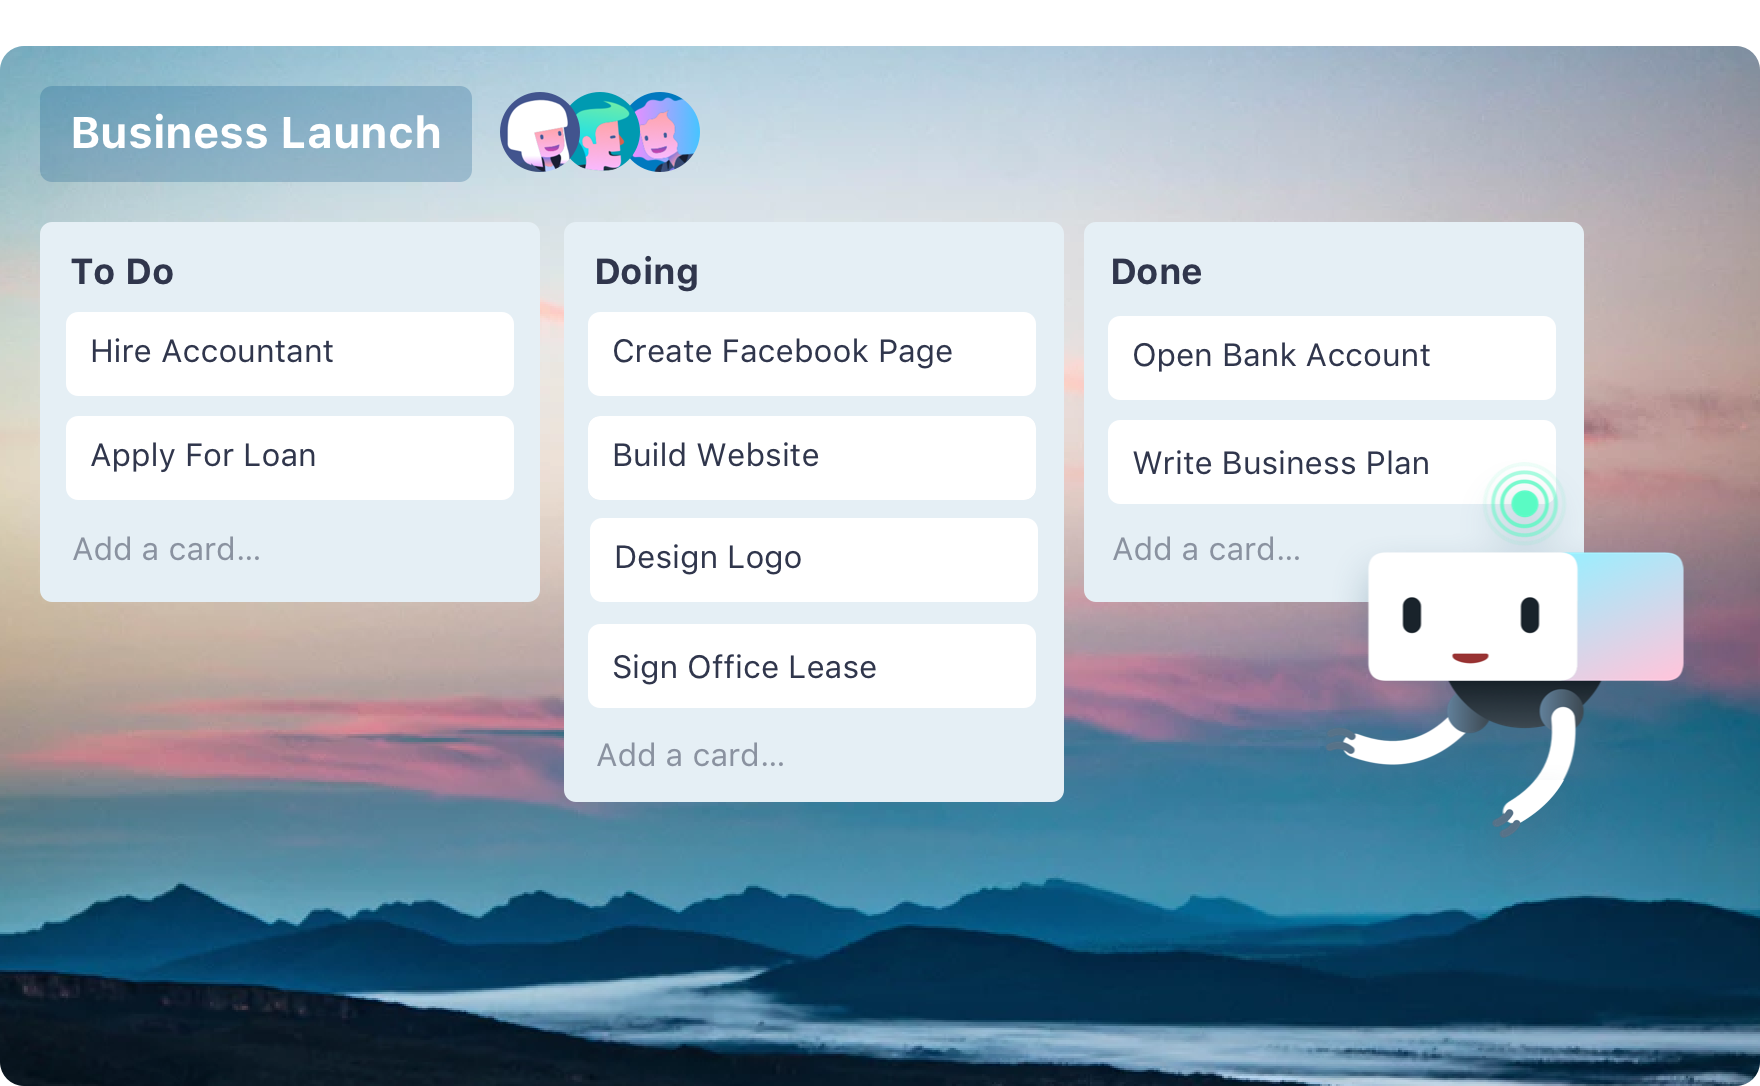 Business Launch
To Do
Hire Accountant
Apply For Loan
Add a card...
Doing
Create Facebook Page
Build Website
Design Logo
Sign Office Lease
Add a card...
Done
Open Bank Account
Write Business Plan
Add a card...